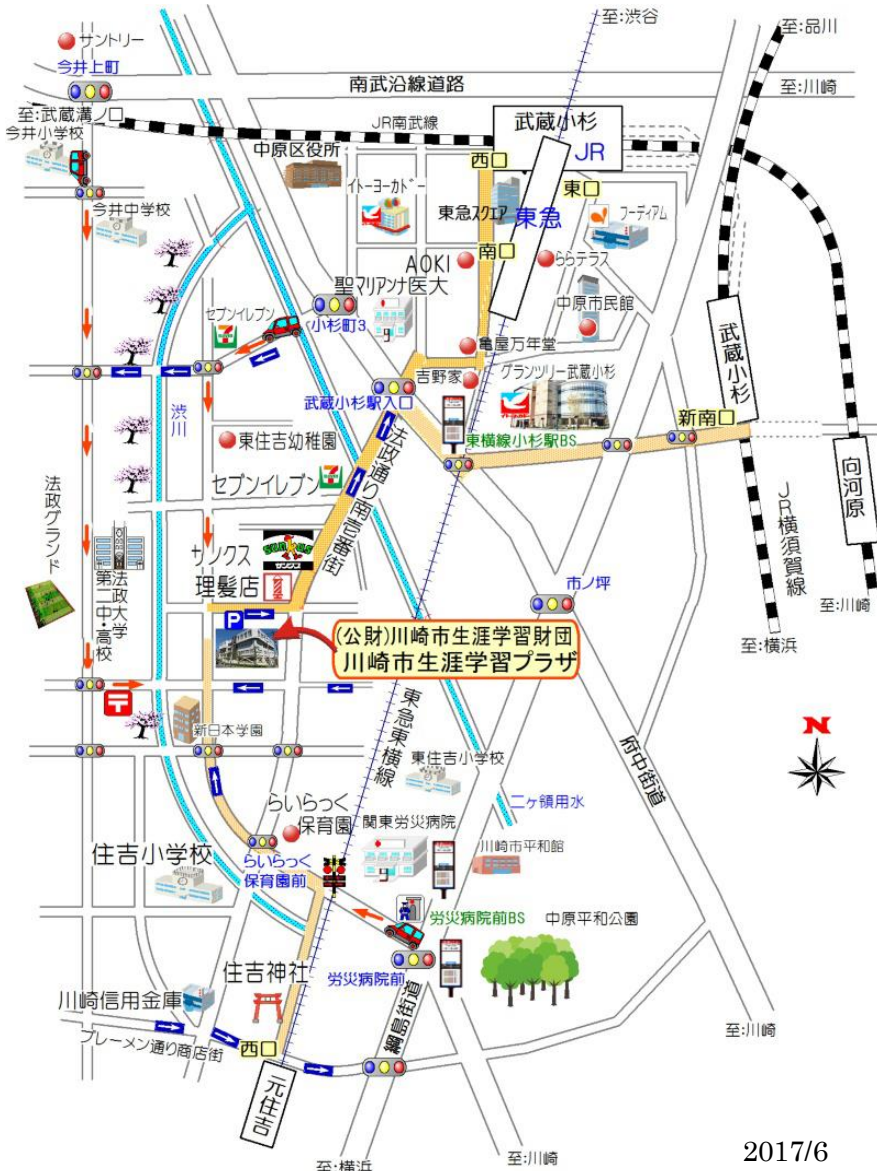 至:渋谷
至:品川
サントリー
今井上町
南武沿線道路
至:川崎
至:武蔵溝ノ口
JR南武線
武蔵小杉
JR
今井小学校
中原区役所
西口
東口
イトーヨーカドー
東急スクエア
東急
フーディアム
今井中学校
AOKI
南口
ららテラス
聖マリアンナ医大
中原市民館
セブンイレブン
小杉町3
亀屋万年堂
武蔵小杉
吉野家
グランツリー武蔵小杉
武蔵小杉駅入口
新南口
渋川
東横線小杉駅BS
東住吉幼稚園
向河原
セブンイレブン
法政通り南壱番街
JR横須賀線
法政グランド
サンクス
sunkus
サンクス
理髪店
法政大学
第二中・高校
市ノ坪
至:川崎
P
(公財)川崎市生涯学習財団
川崎市生涯学習プラザ
至:横浜
東急東横線
新日本学園
N
東住吉小学校
府中街道
らいらっく
保育園
関東労災病院
二ヶ領用水
川崎市平和館
住吉小学校
らいらっく
保育園前
労災病院前BS
中原平和公園
住吉神社
労災病院前
川崎信用金庫
綱島街道
至:川崎
ブレーメン通り商店街
西口
元住吉
至:横浜
至:川崎
2017/6